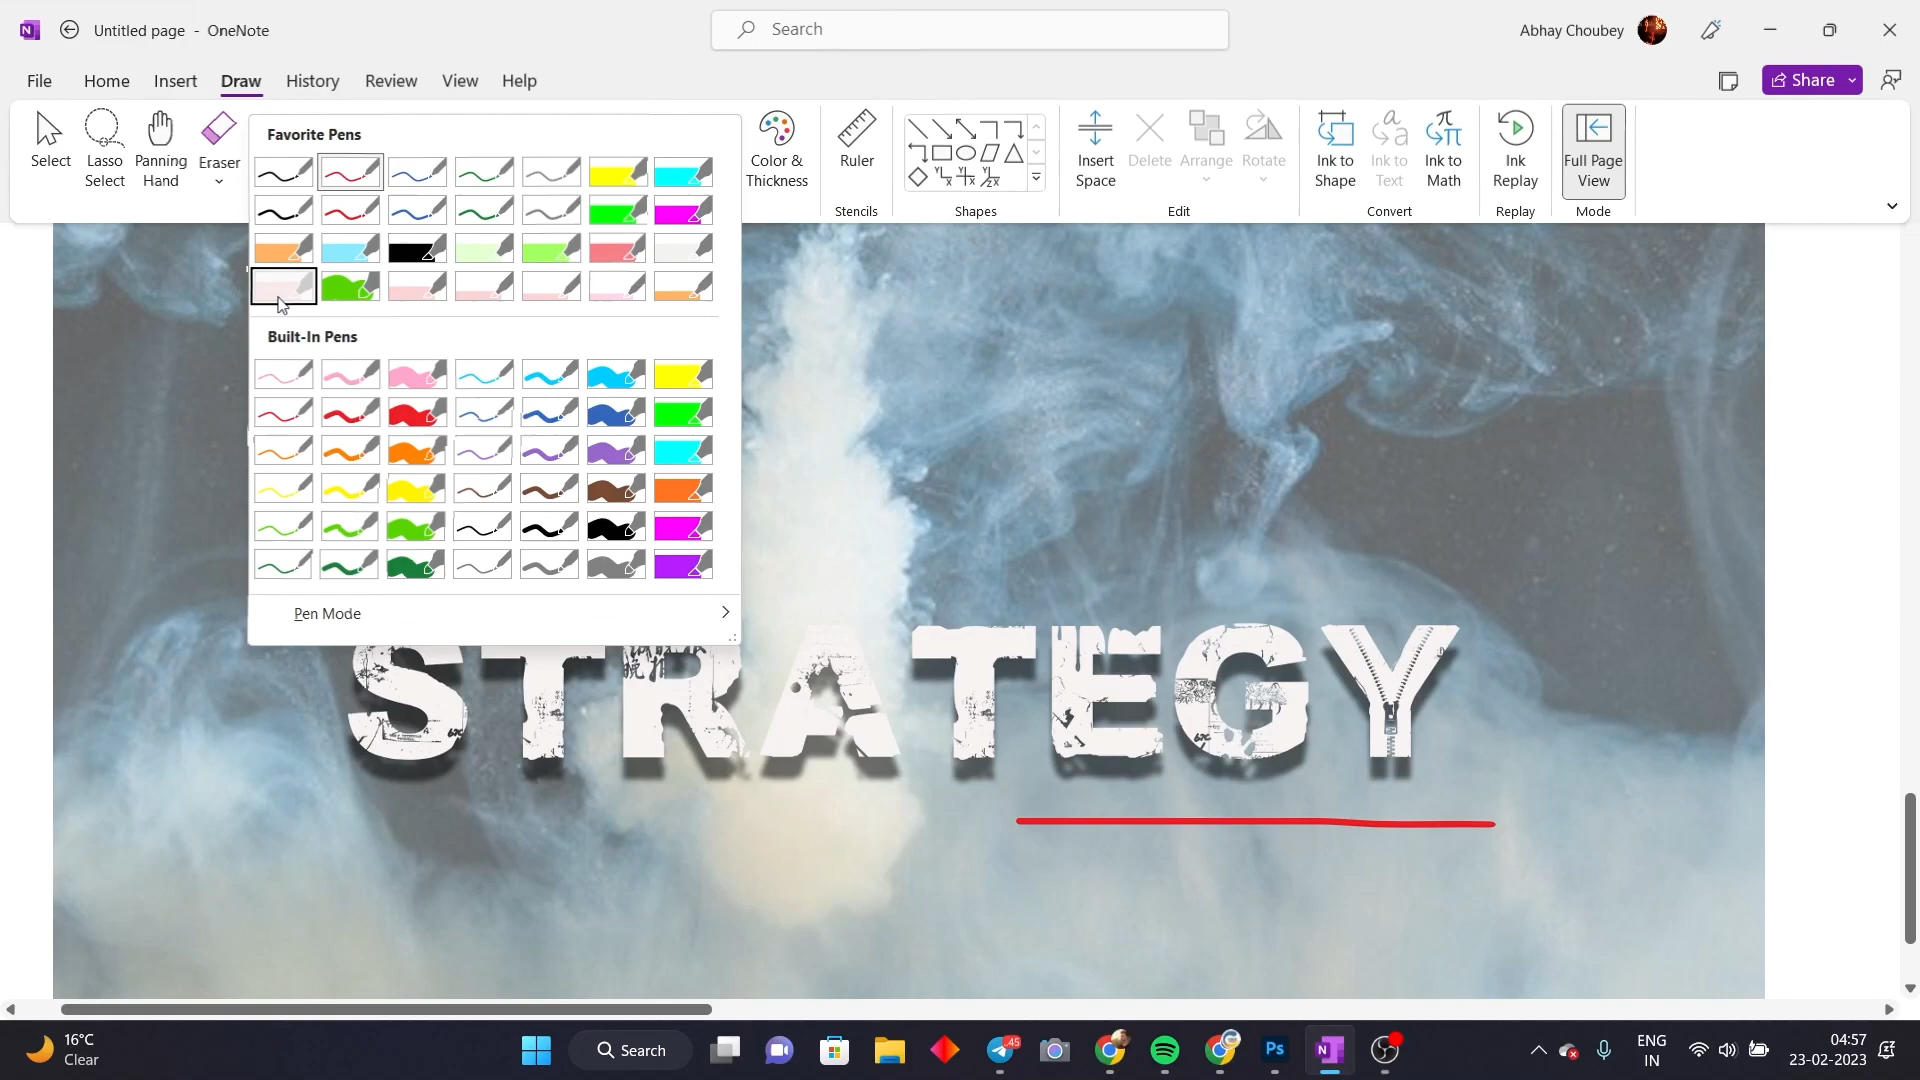 Untitled page - OneNote
Search
Abhay Choubey
File
Home
Insert
Draw
History
Review
View
Help
Share
Select
Lasso
Select
Panning
Hand
Eraser
Favorite Pens
Built-In Pens
Pen Mode
Color &
Thickness
Ruler
Stencils
Shapes
Insert
Space
Delete
Arrange
Rotate
Edit
Ink to
Shape
Ink to
Text
Ink to
Math
Convert
Ink
Replay
Replay
Full Page
View
Mode
STRATEGY
16°C
Clear
Search
45
Ps
ENG
IN
04:57
23-02-2023